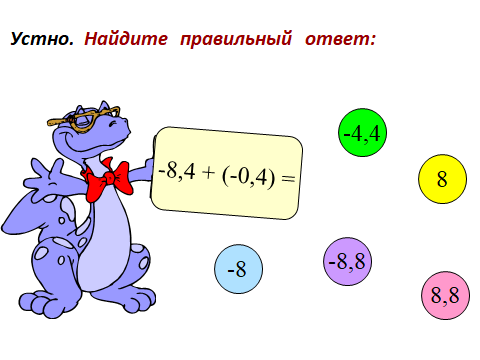 Устно. Найдите правильный ответ:
-4,4
-8,4 + (-0,4) =
8
-8
-8,8
8,8